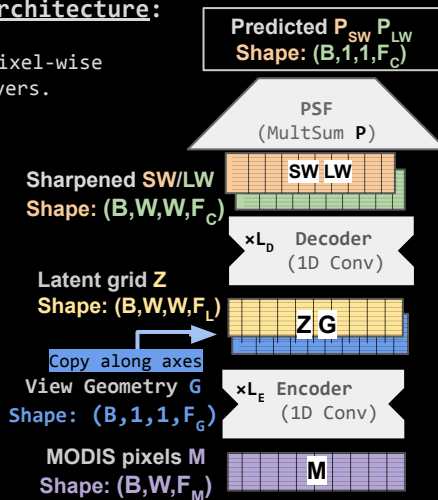 rchitecture:
ixel-wise
yers.
Predicted P_SW P_LW
Shape: (B,1,1,F_C)
PSF
(MultSum P)
SW LW
Sharpened SW/LW
Shape: (B,W,W,F_C)
×L_D Decoder
(1D Conv)
Latent grid Z
Shape: (B,W,W,F_L)
Z G
Copy along axes
View Geometry G
Shape: (B,1,1,F_G)
×L_E Encoder
(1D Conv)
MODIS pixels M
Shape: (B,W,F_M)
M